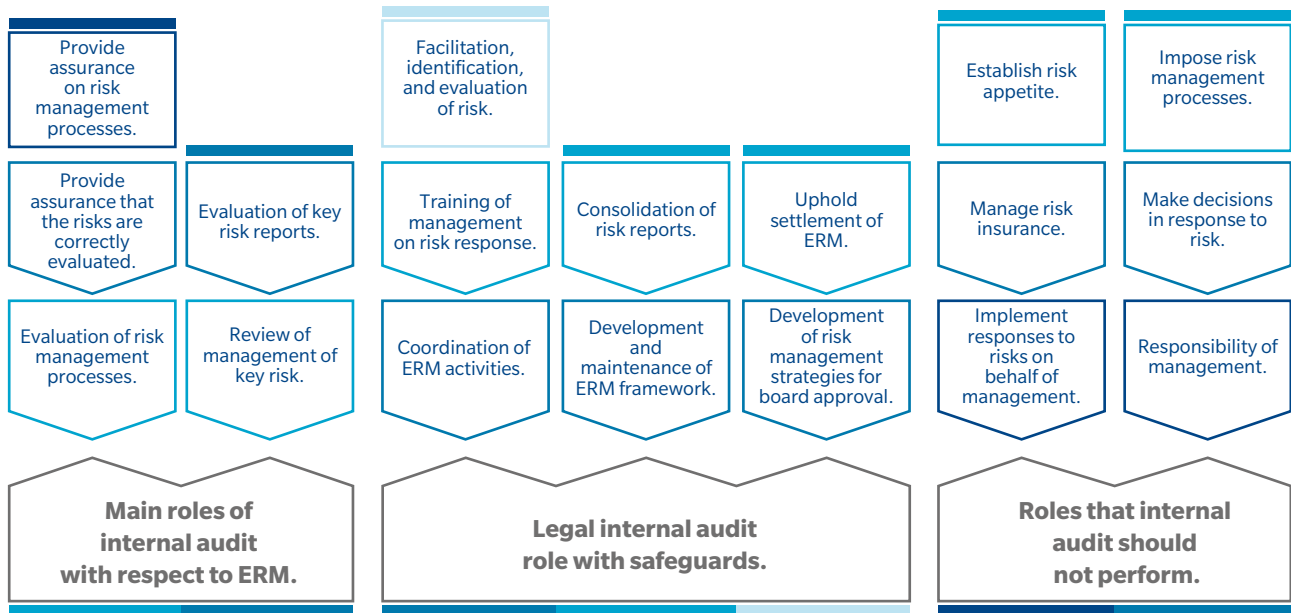 Provide
assurance
on risk
management
processes.
Provide
assurance that
the risks are
correctly
evaluated.
Evaluation of key
risk reports.
Evaluation of risk
management
processes.
Review of
management of
key risk.
Main roles of
internal audit
with respect to ERM.
Facilitation,
identification,
and evaluation
of risk.
Training of
management
on risk response.
Consolidation of
risk reports.
Uphold
settlement of
ERM.
Coordination of
ERM activities.
Development
and
maintenance of
ERM framework.
Development
of risk
management
strategies for
board approval.
Legal internal audit
role with safeguards.
Establish risk
appetite.
Impose risk
management
processes.
Manage risk
insurance.
Make decisions
in response to
risk.
Implement
responses to
risks on
behalf of
management.
Responsibility of
management.
Roles that internal
audit should
not perform.